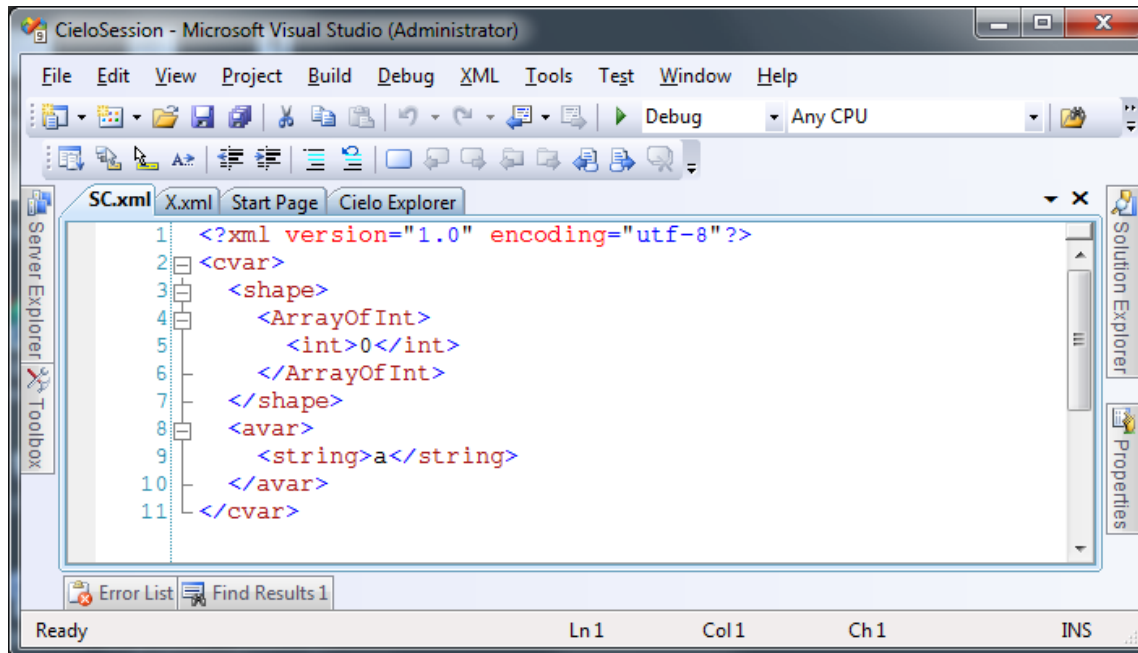 CieloSession - Microsoft Visual Studio (Administrator)
File Edit View Project Build Debug XML Tools Test Window Help
Debug Any CPU
SC.xml X.xml Start Page Cielo Explorer
Server Explorer
Toolbox
1 <?xml version="1.0" encoding="utf-8"?>
2 <cvar>
3 <shape>
4 <ArrayOfInt>
5 <int>0</int>
6 </ArrayOfInt>
7 </shape>
8 <avar>
9 <string>a</string>
10 </avar>
11 </cvar>
Solution Explorer
Properties
Error List Find Results 1
Ready Ln 1 Col 1 Ch 1 INS